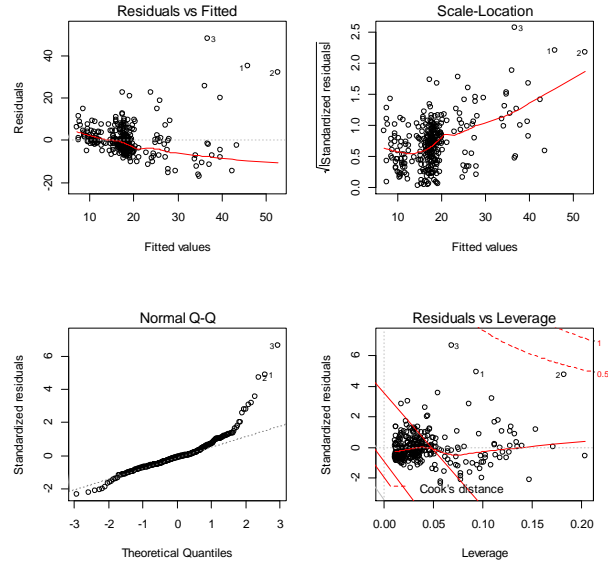 Residuals vs Fitted
Residuals
-20 0 20 40
3
1
2
10 20 30 40 50
Fitted values
Scale-Location
√|Standardized residuals|
0.0 0.5 1.0 1.5 2.0 2.5
3
1
2
10 20 30 40 50
Fitted values
Normal Q-Q
Standardized residuals
-2 0 2 4 6
3
2 1
-3 -2 -1 0 1 2 3
Theoretical Quantiles
Residuals vs Leverage
Standardized residuals
-2 0 2 4 6
3
1
2
1
0.5
Cook's distance
0.00 0.05 0.10 0.15 0.20
Leverage